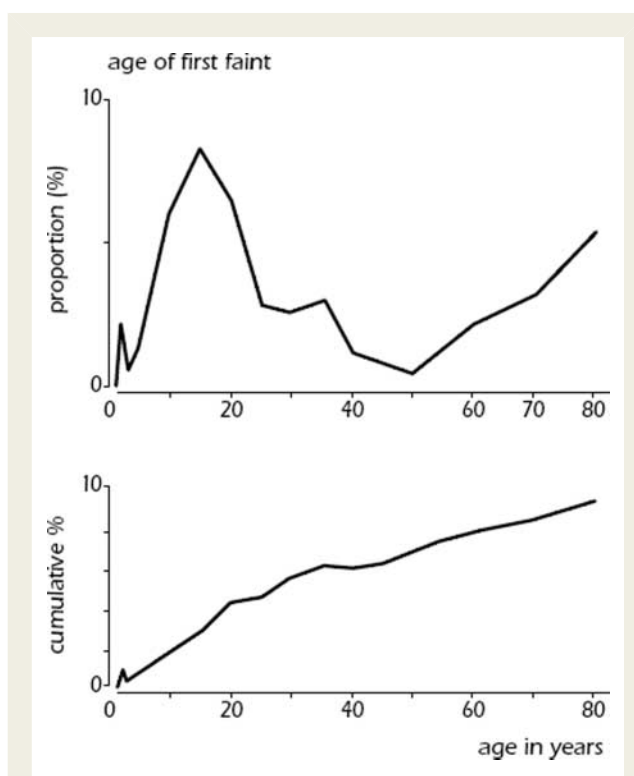 age of first faint
10
proportion (%)
0
0 20 40 60 70 80
10
cumulative %
0
0 20 40 60 80
age in years